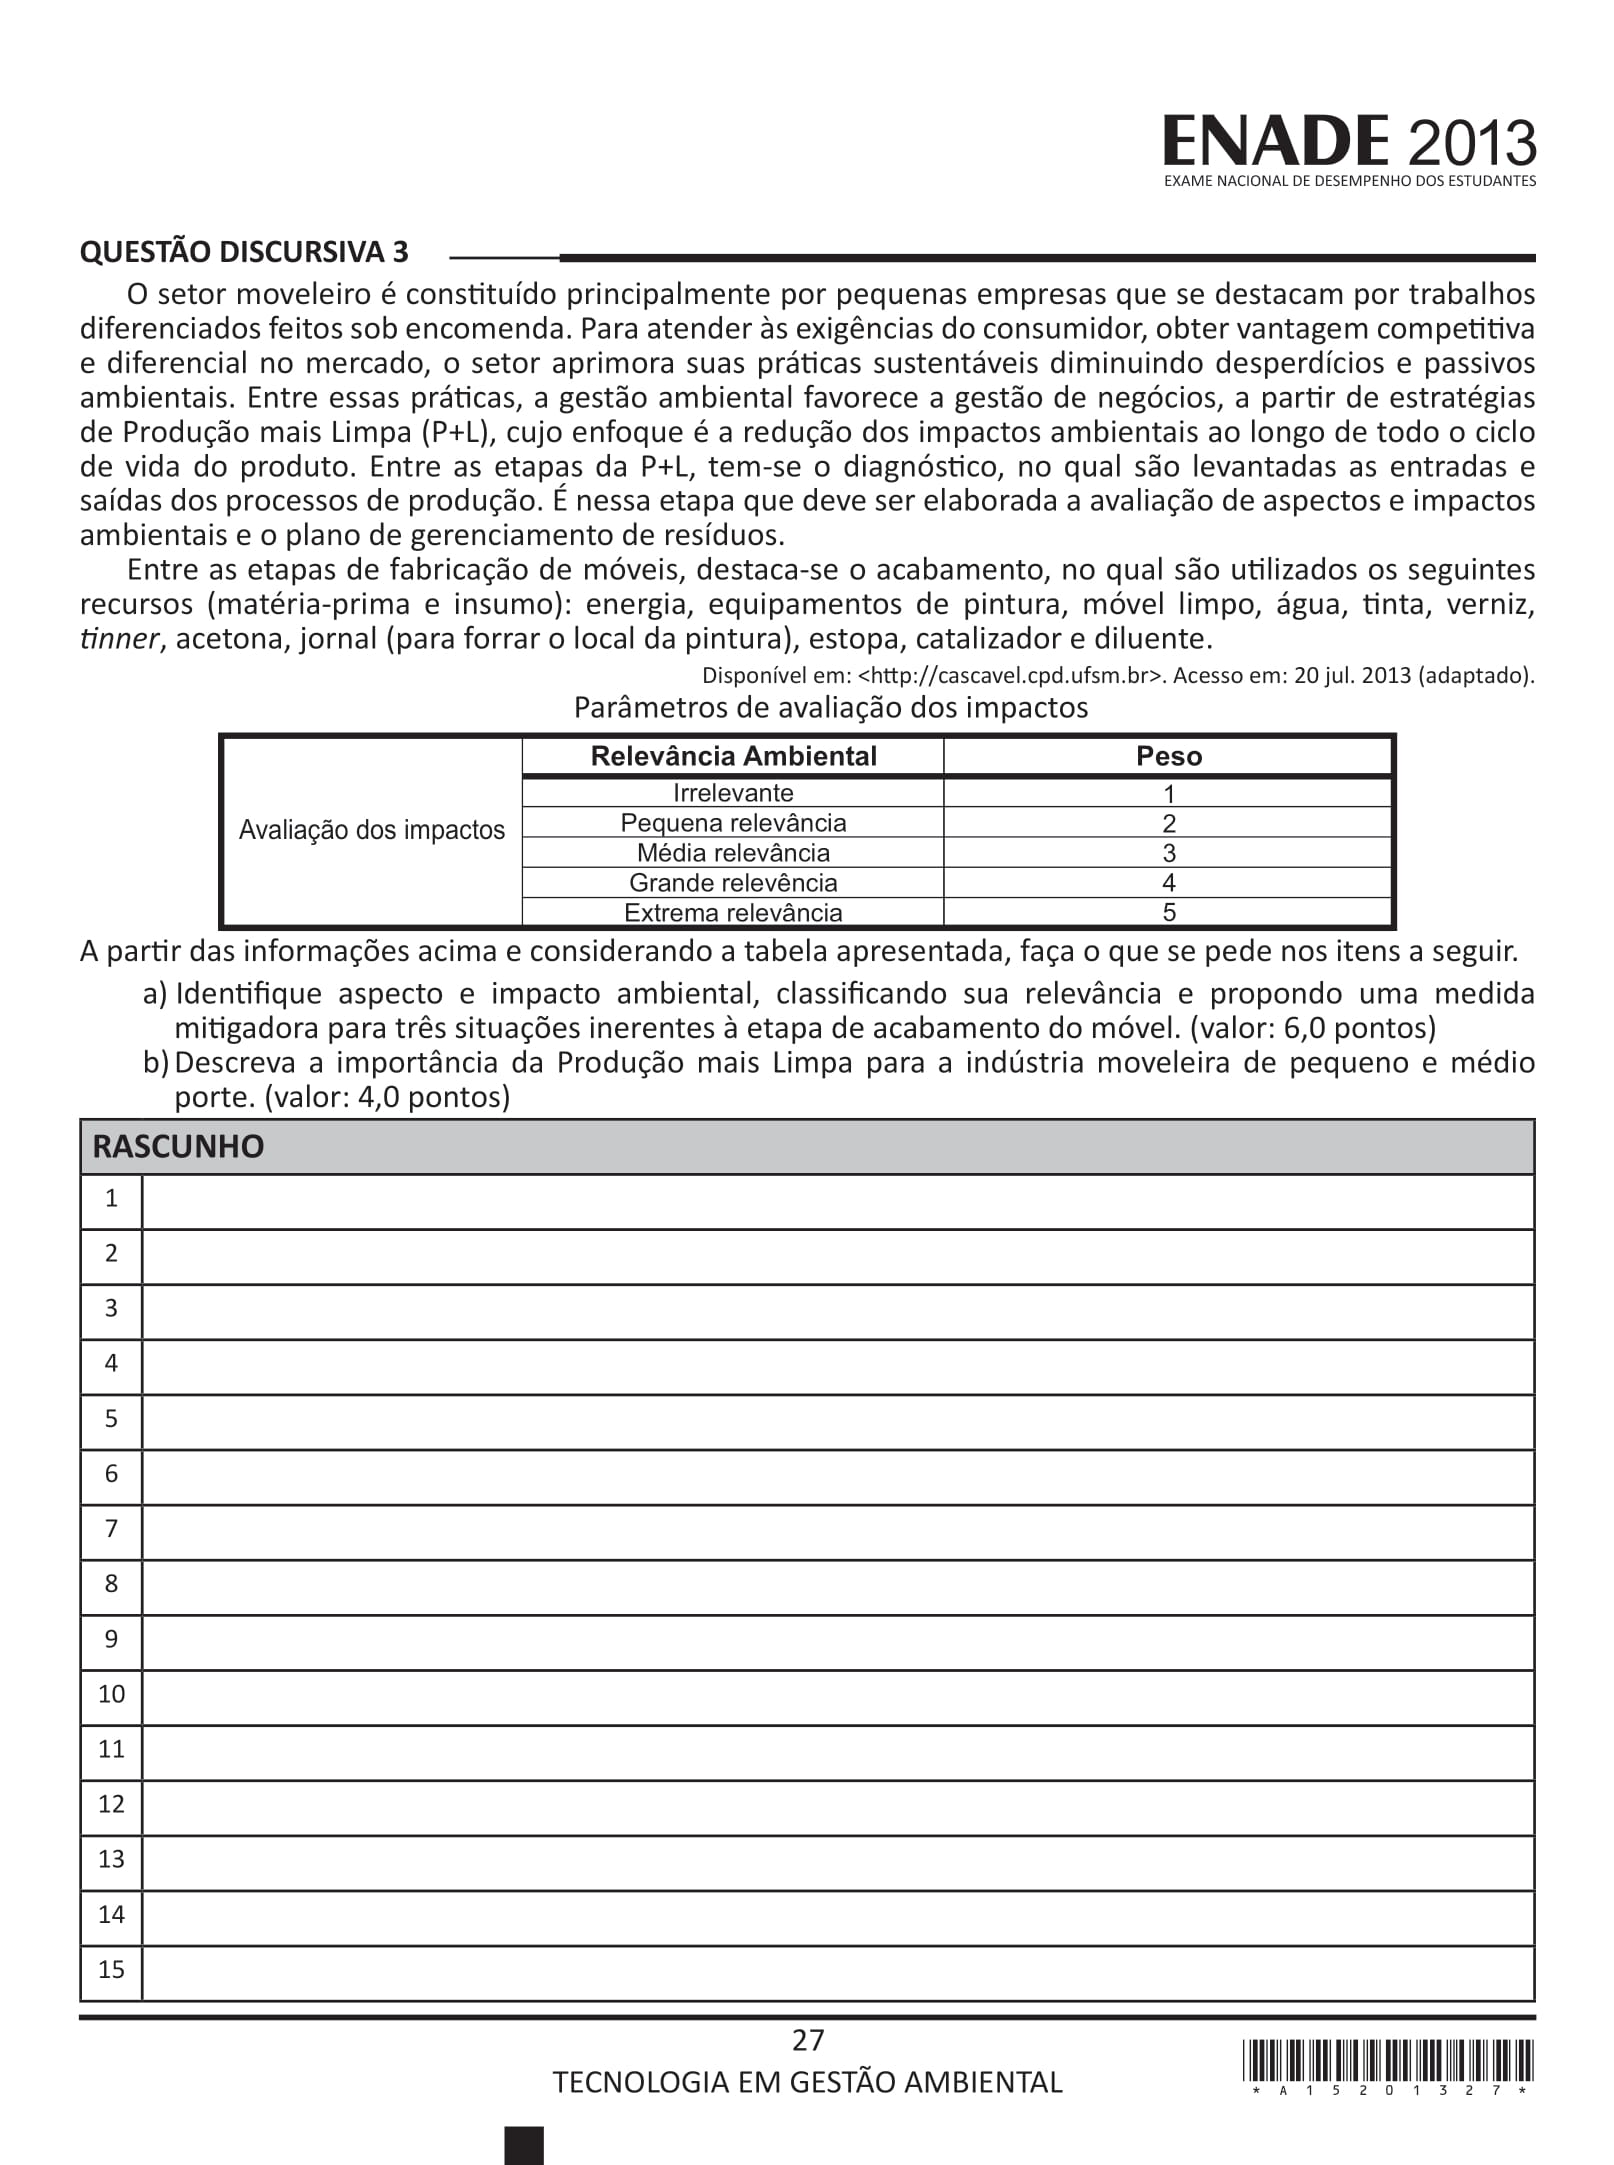 ENADE 2013
EXAME NACIONAL DE DESEMPENHO DOS ESTUDANTES
QUESTÃO DISCURSIVA 3
O setor moveleiro é constituído principalmente por pequenas empresas que se destacam por trabalhos
diferenciados feitos sob encomenda. Para atender às exigências do consumidor, obter vantagem competitiva
e diferencial no mercado, o setor aprimora suas práticas sustentáveis diminuindo desperdícios e passivos
ambientais. Entre essas práticas, a gestão ambiental favorece a gestão de negócios, a partir de estratégias
de Produção mais Limpa (P+L), cujo enfoque é a redução dos impactos ambientais ao longo de todo o ciclo
de vida do produto. Entre as etapas da P+L, tem-se o diagnóstico, no qual são levantadas as entradas e
saídas dos processos de produção. É nessa etapa que deve ser elaborada a avaliação de aspectos e impactos
ambientais e o plano de gerenciamento de resíduos.
Entre as etapas de fabricação de móveis, destaca-se o acabamento, no qual são utilizados os seguintes
recursos (matéria-prima e insumo): energia, equipamentos de pintura, móvel limpo, água, tinta, verniz,
tinner, acetona, jornal (para forrar o local da pintura), estopa, catalizador e diluente.
Disponível em: <http://cascavel.cpd.ufsm.br>. Acesso em: 20 jul. 2013 (adaptado).
Parâmetros de avaliação dos impactos
Relevância Ambiental Peso
Irrelevante 1
Pequena relevância 2
Avaliação dos impactos
Média relevância 3
Grande relevência 4
Extrema relevância 5
A partir das informações acima e considerando a tabela apresentada, faça o que se pede nos itens a seguir.
a) Identifique aspecto e impacto ambiental, classificando sua relevância e propondo uma medida
mitigadora para três situações inerentes à etapa de acabamento do móvel. (valor: 6,0 pontos)
b) Descreva a importância da Produção mais Limpa para a indústria moveleira de pequeno e médio
porte. (valor: 4,0 pontos)
RASCUNHO
1
2
3
4
5
6
7
8
9
10
11
12
13
14
15
27
TECNOLOGIA EM GESTÃO AMBIENTAL
* A 1 5 2 0 1 3 2 7 *